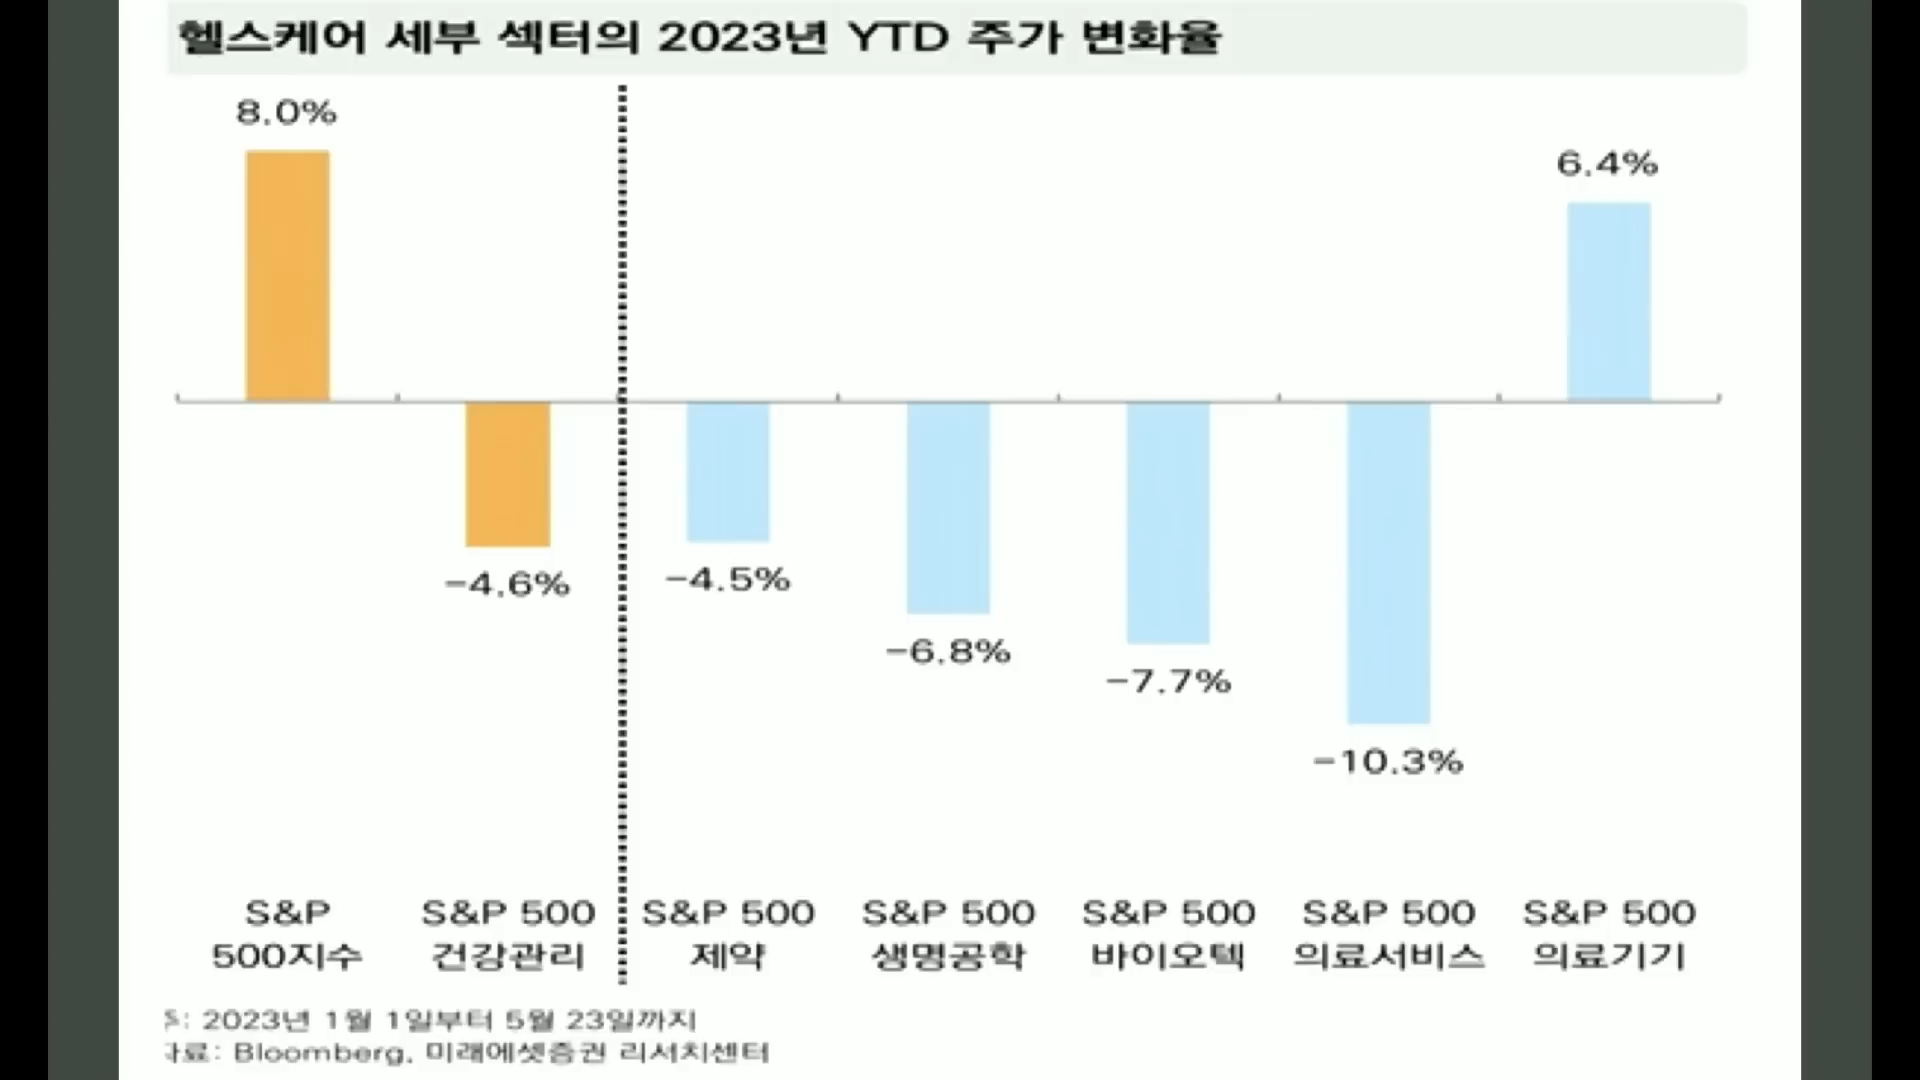 헬스케어 세부 섹터의 2023년 YTD 주가 변화율
8.0%
6.4%
-4.6%
-4.5%
-6.8%
-7.7%
-10.3%
S&P 500지수
S&P 500 건강관리
S&P 500 제약
S&P 500 생명공학
S&P 500 바이오텍
S&P 500 의료서비스
S&P 500 의료기기
: 2023년 1월 1일부터 5월 23일까지
료: Bloomberg, 미래에셋증권 리서치센터